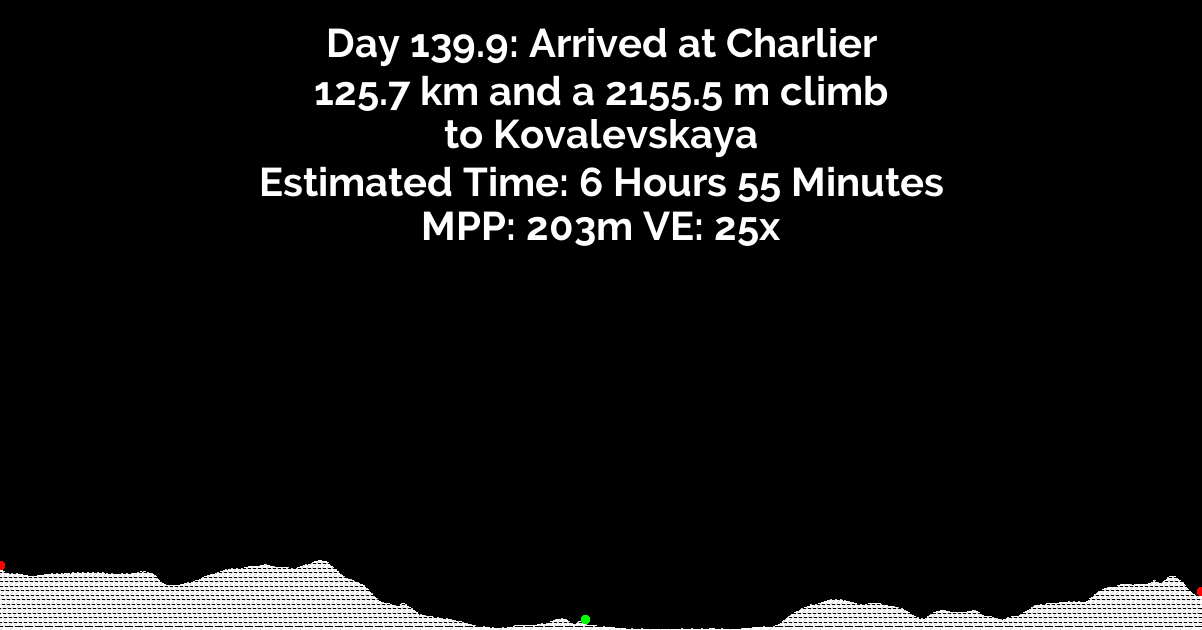 Day 139.9: Arrived at Charlier
125.7 km and a 2155.5 m climb
to Kovalevskaya
Estimated Time: 6 Hours 55 Minutes
MPP: 203m VE: 25x